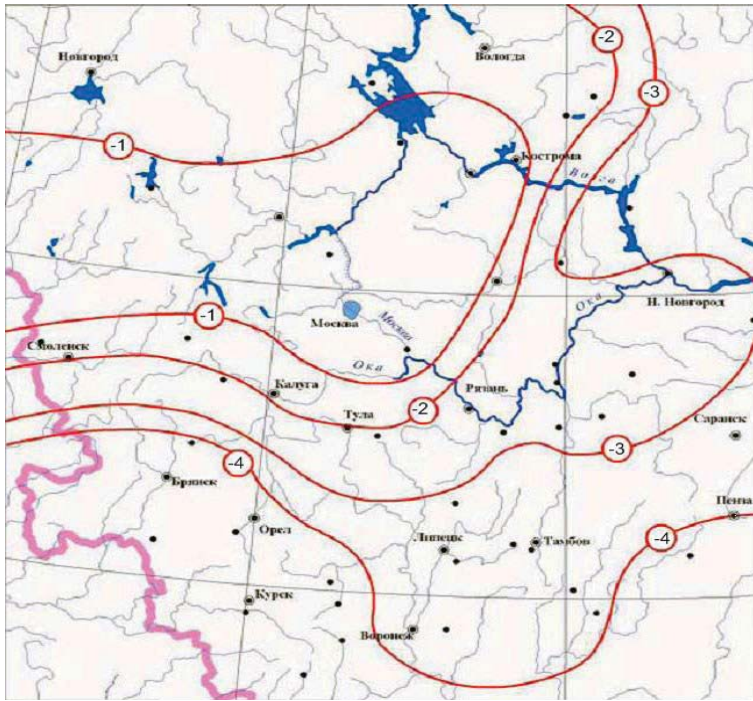 -2
Новгород
Вологда
-3
-1
Кострома
Волга
Н. Новгород
Ока
-1
Москва
Москва
Смоленск
Ока
Калуга
Рязань
-2
Тула
Саранск
-3
-4
Брянск
Пенза
Орел
Липецк
Тамбов
-4
Курск
Воронеж